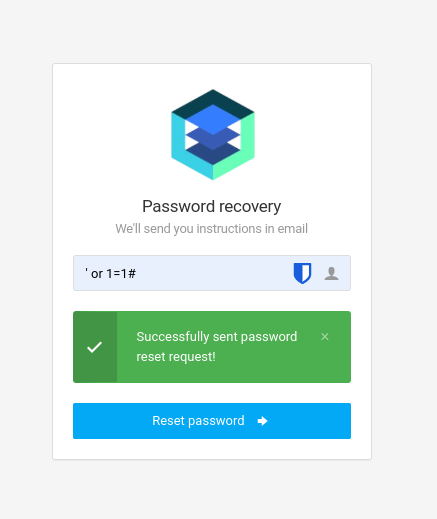 Password recovery
We'll send you instructions in email
' or 1=1#
Successfully sent password
reset request!
Reset password